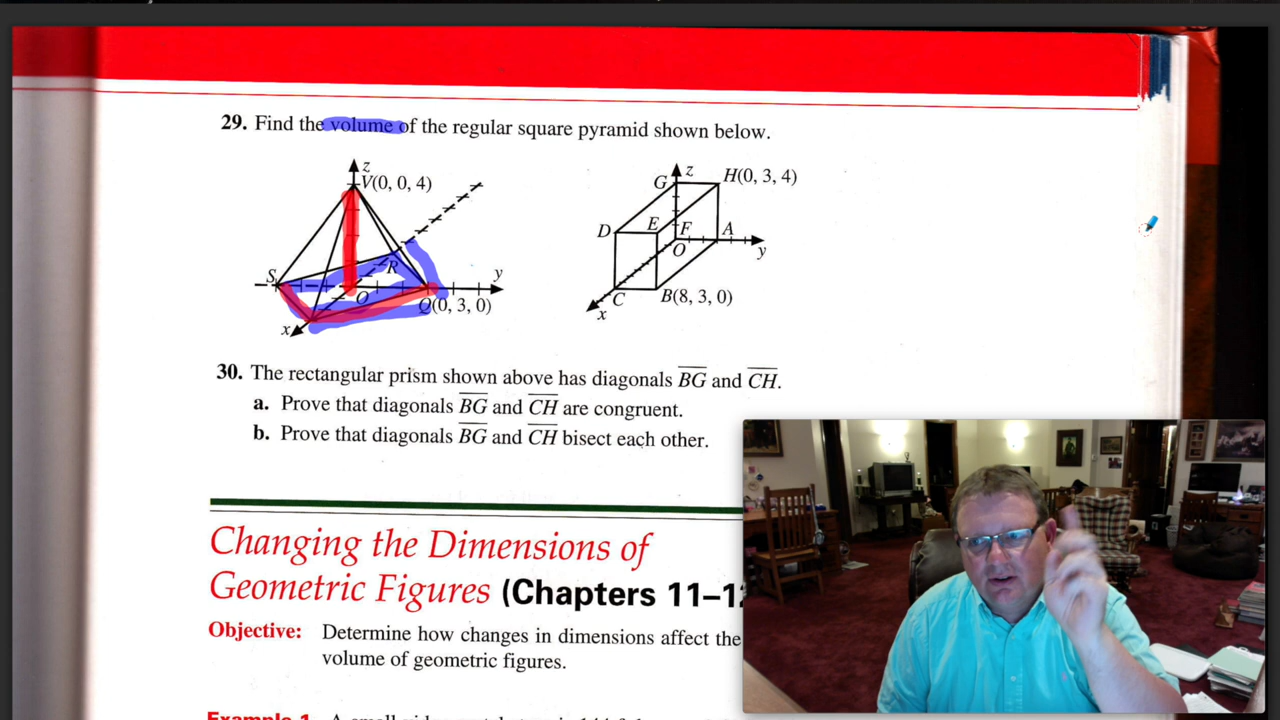 29. Find the volume of the regular square pyramid shown below.
z
V(0, 0, 4)
S
R
O
y
Q(0, 3, 0)
x
z
G
H(0, 3, 4)
D
E
F
A
O
y
C
B(8, 3, 0)
x
30. The rectangular prism shown above has diagonals BG and CH.
a. Prove that diagonals BG and CH are congruent.
b. Prove that diagonals BG and CH bisect each other.
Changing the Dimensions of
Geometric Figures (Chapters 11–12
Objective: Determine how changes in dimensions affect the
volume of geometric figures.
Example 1